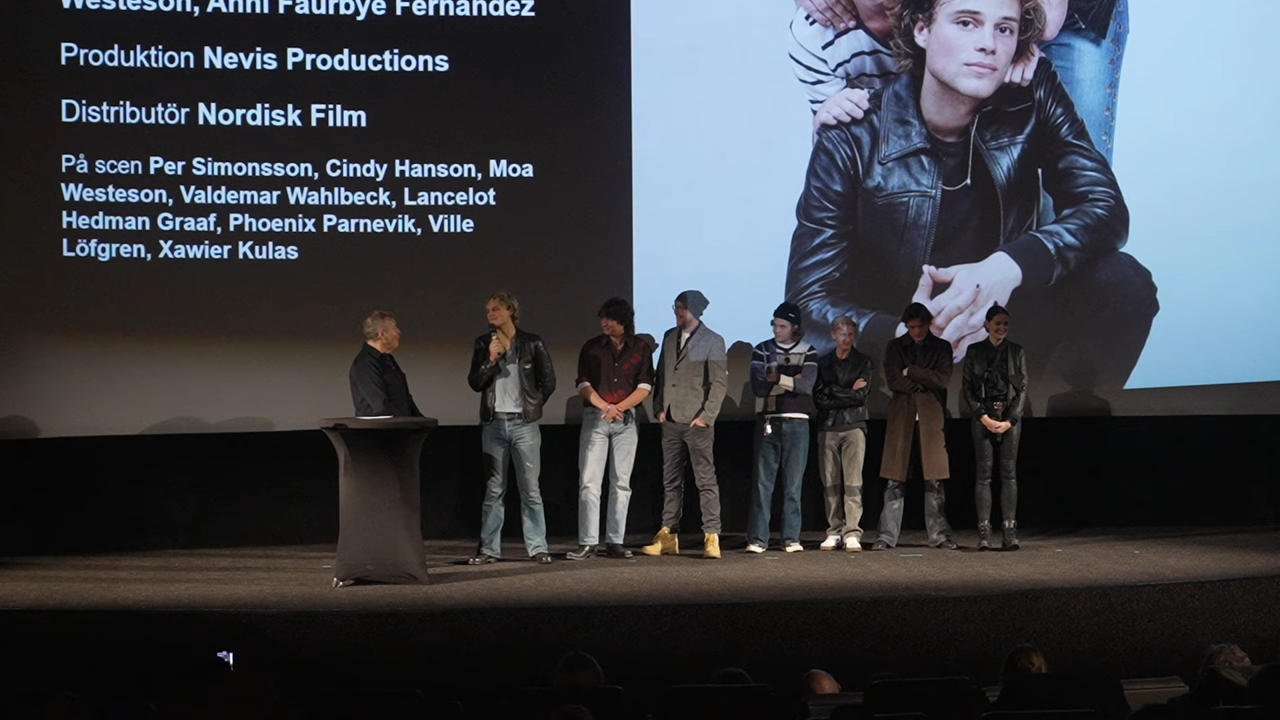 Westeson, Anni Faurbye Fernandez
Produktion Nevis Productions
Distributör Nordisk Film
På scen Per Simonsson, Cindy Hanson, Moa
Westeson, Valdemar Wahlbeck, Lancelot
Hedman Graaf, Phoenix Parnevik, Ville
Löfgren, Xawier Kulas